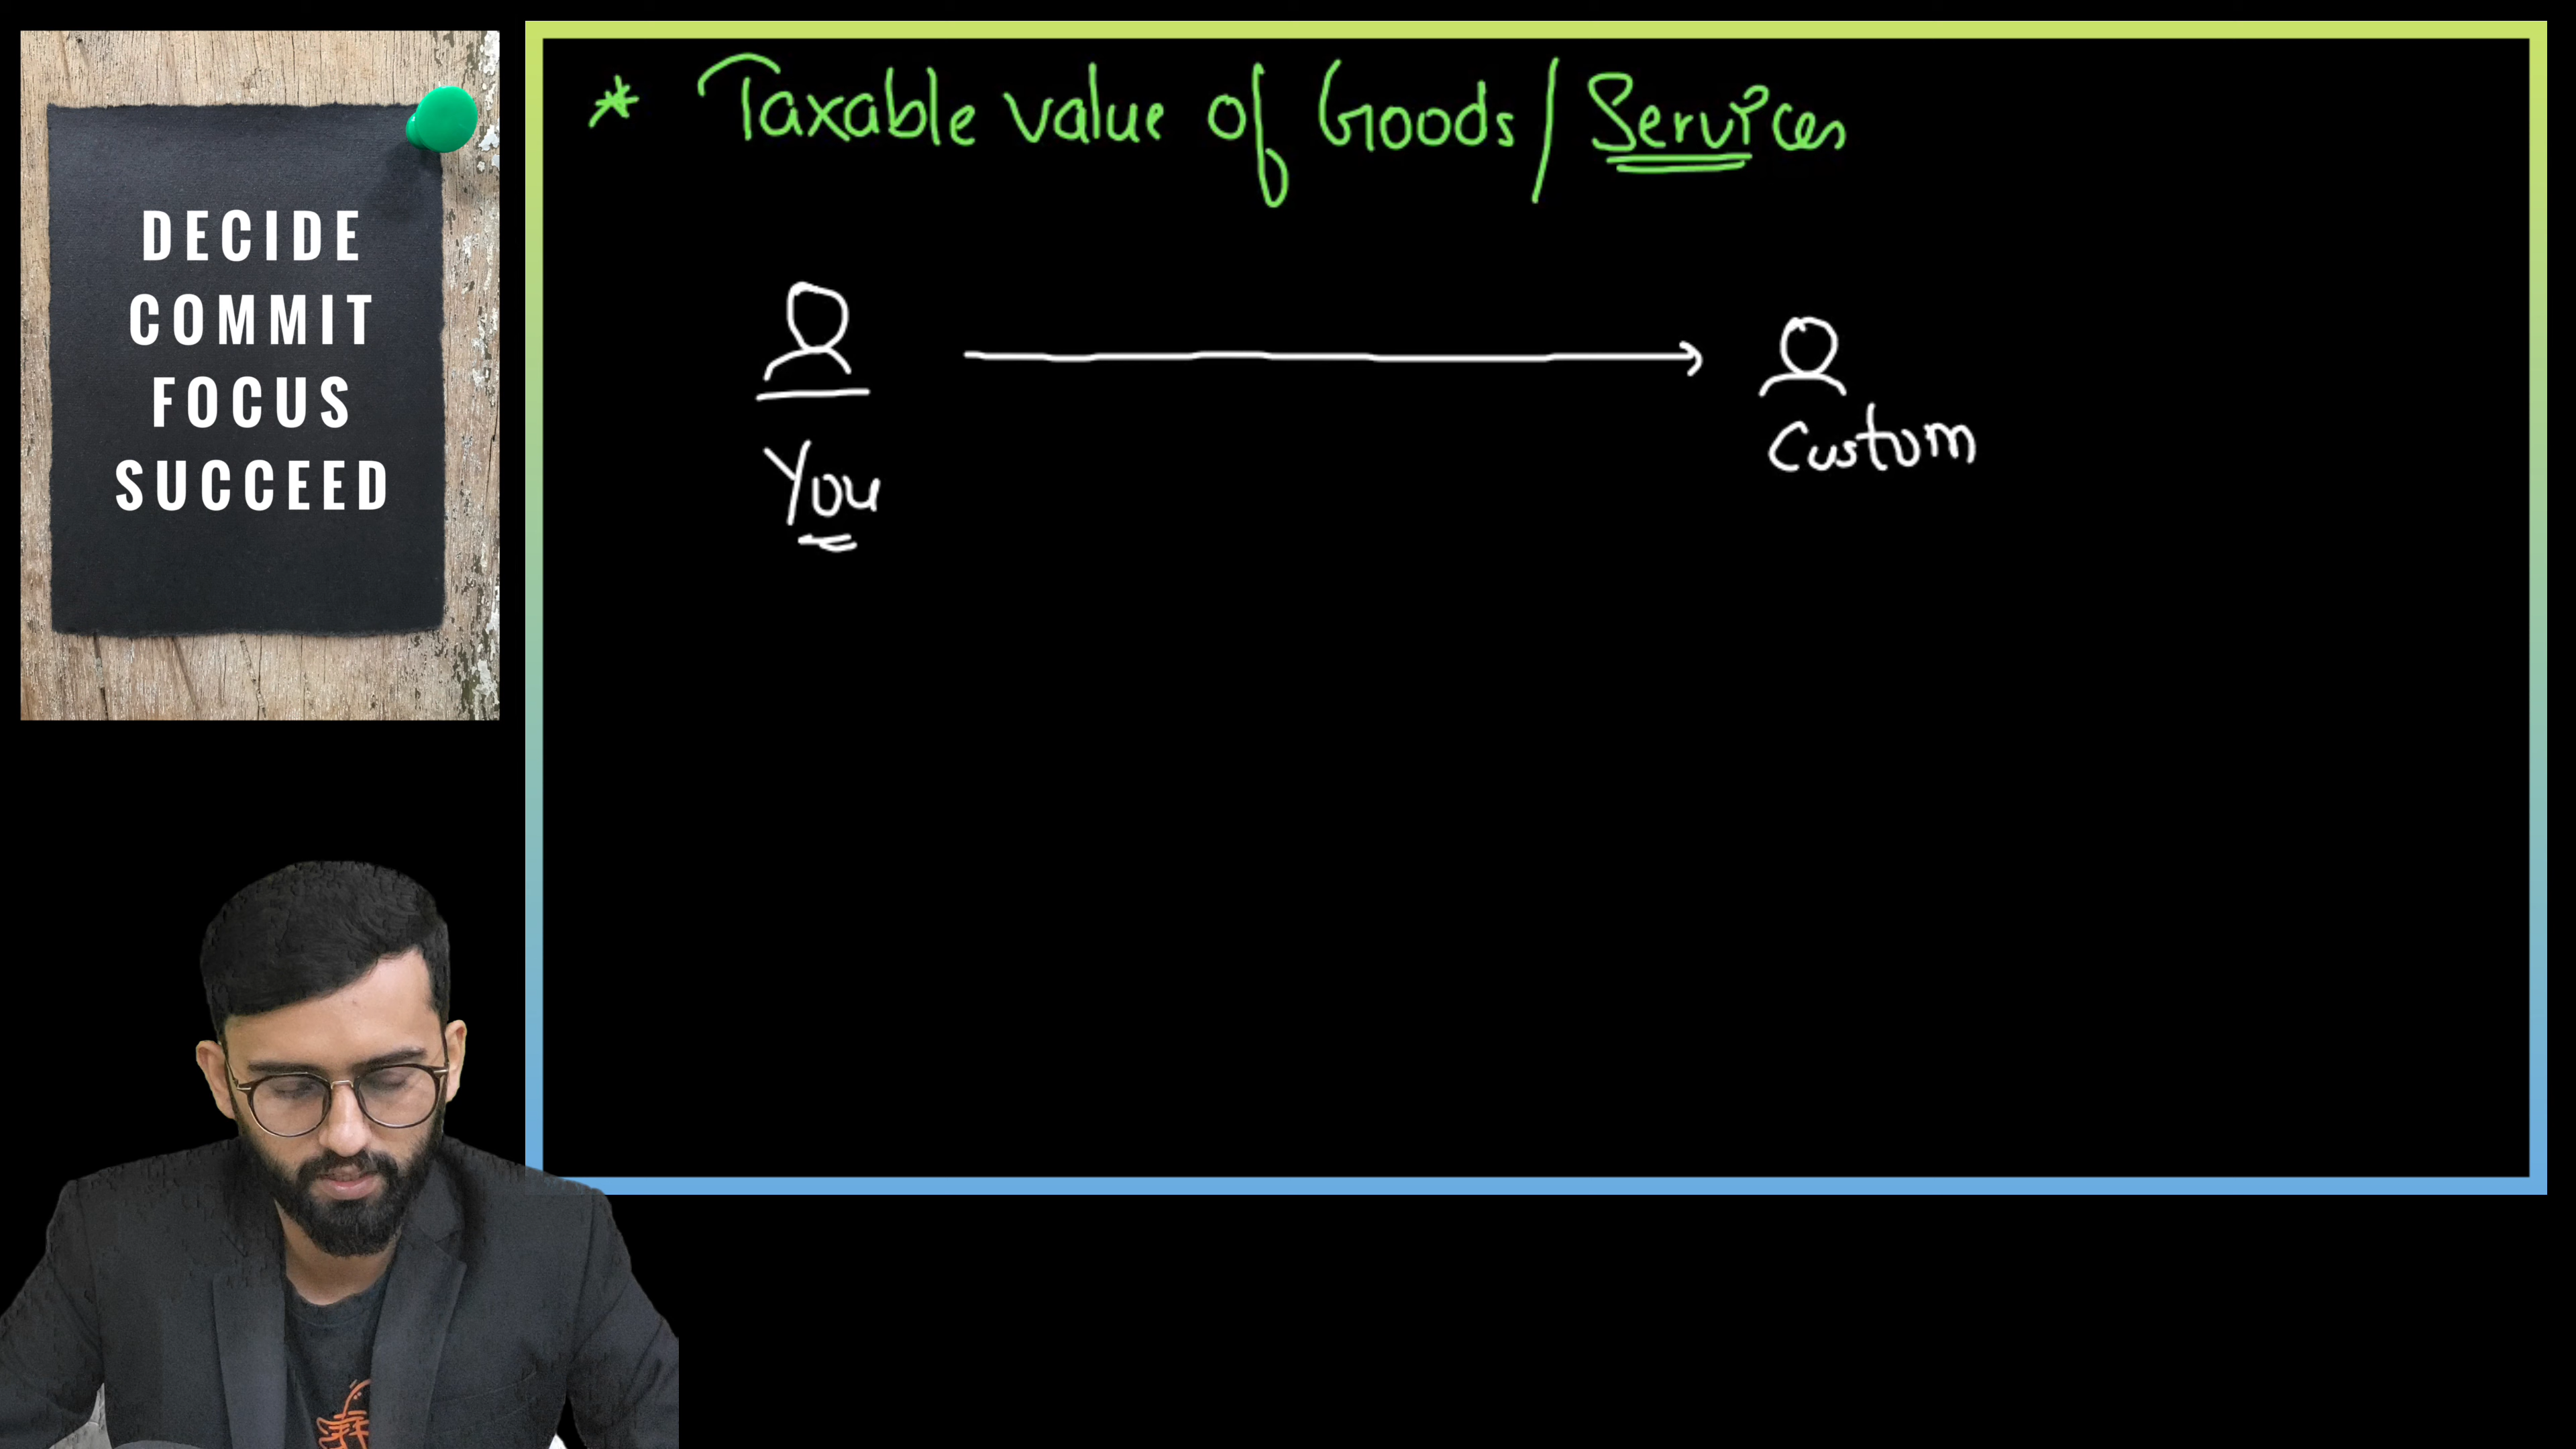 DECIDE
COMMIT
FOCUS
SUCCEED
* Taxable value of Goods/Services
You
Custom